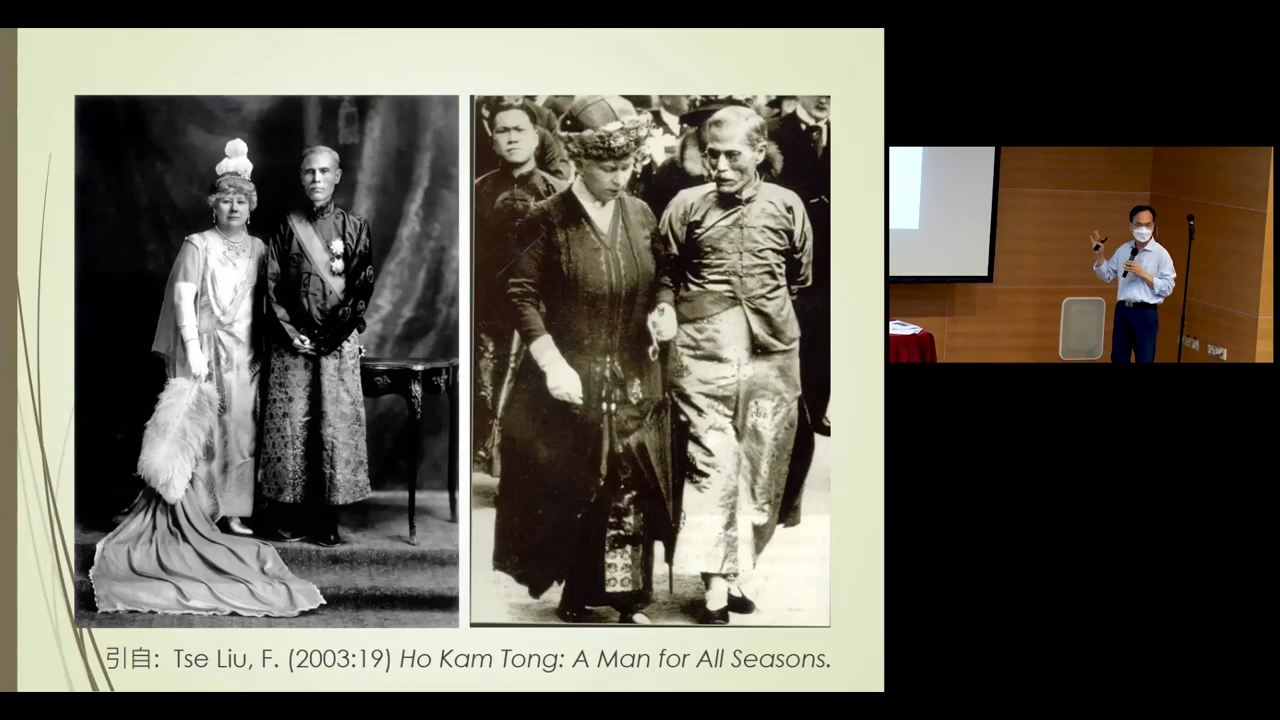 引自: Tse Liu, F. (2003:19) Ho Kam Tong: A Man for All Seasons.